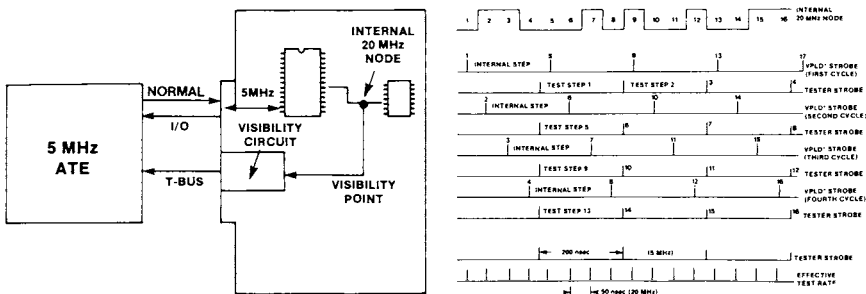 INTERNAL
20 MHz
NODE
NORMAL
5MHz
I/O
5 MHz
ATE
VISIBILITY
CIRCUIT
T-BUS
VISIBILITY
POINT
1 2 3 4 5 6 7 8 9 10 11 12 13 14 15 16
INTERNAL
20 MHz NODE
1 INTERNAL STEP 5 9 13 17
VPLD' STROBE
(FIRST CYCLE)
TEST STEP 1 TEST STEP 2 3 4
TESTER STROBE
2 INTERNAL STEP 6 10 14
VPLD' STROBE
(SECOND CYCLE)
TEST STEP 5 6 7 8
TESTER STROBE
3 INTERNAL STEP 7 11 15
VPLD' STROBE
(THIRD CYCLE)
TEST STEP 9 10 11 12
TESTER STROBE
4 INTERNAL STEP 8 12 16
VPLD' STROBE
(FOURTH CYCLE)
TEST STEP 13 14 15 16
TESTER STROBE
200 nsec (5 MHz)
TESTER STROBE
EFFECTIVE
TEST RATE
50 nsec (20 MHz)